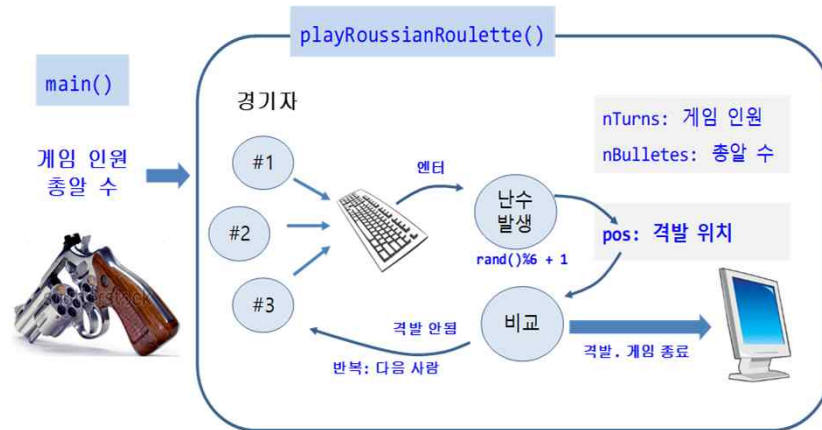 playRoussianRoulette()
main()
게임 인원
총알 수
경기자
#1
#2
#3
엔터
난수
발생
rand()%6 + 1
nTurns: 게임 인원
nBulletes: 총알 수
pos: 격발 위치
비교
격발 안됨
반복: 다음 사람
격발. 게임 종료